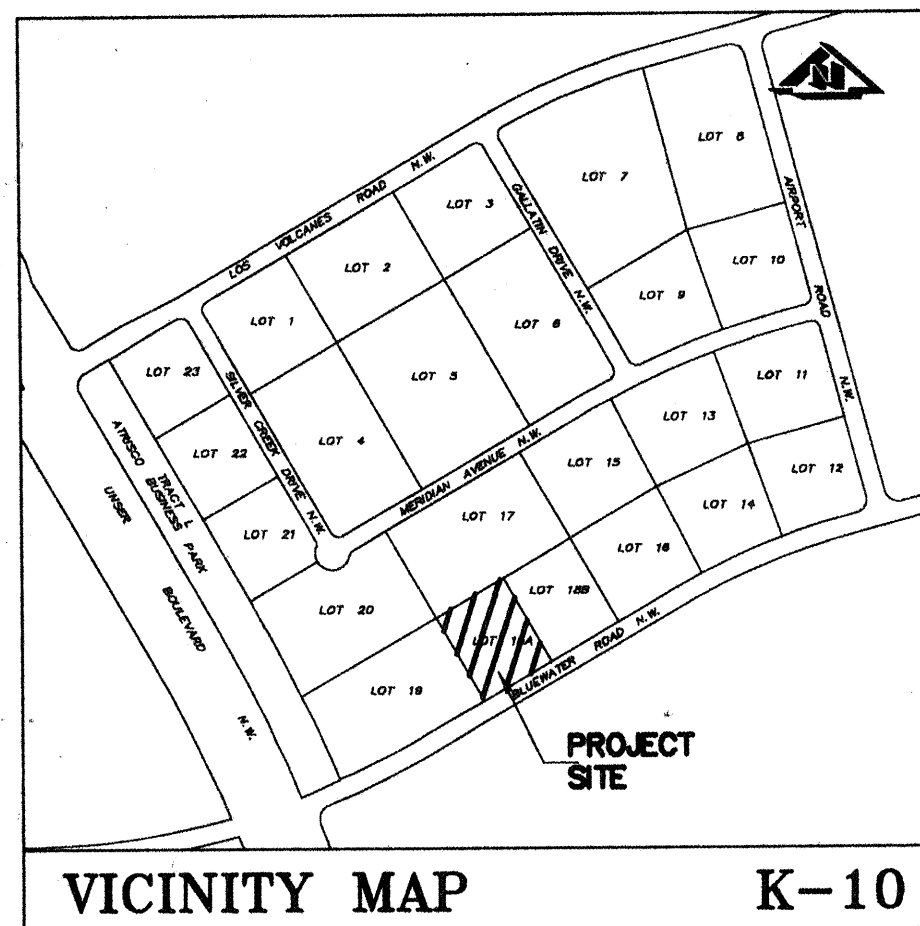 N
LOT 8
LOT 7
LOT 3
LOS VOLCANES ROAD N.W.
GALLATIN DRIVE N.W.
AIRPORT ROAD N.W.
LOT 2
LOT 10
LOT 9
LOT 1
LOT 6
LOT 23
LOT 5
LOT 11
SILVER CREEK DRIVE N.W.
LOT 13
LOT 4
LOT 22
MERIDIAN AVENUE N.W.
LOT 15
LOT 12
ATRISCO
TRACT L
BUSINESS PARK
UNSER BOULEVARD N.W.
LOT 17
LOT 14
LOT 21
LOT 16
LOT 18B
LOT 20
LOT 18A
BLUEWATER ROAD N.W.
LOT 19
PROJECT
SITE
VICINITY MAP K-10